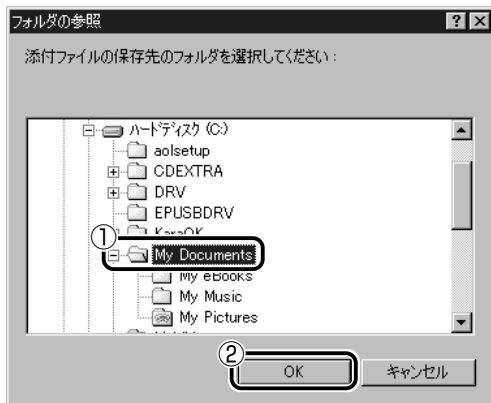 フォルダの参照
添付ファイルの保存先のフォルダを選択してください:
ハードディスク (C:)
aolsetup
CDEXTRA
DRV
EPUSBDRV
KaraOK
①
My Documents
My eBooks
My Music
My Pictures
②
OK キャンセル